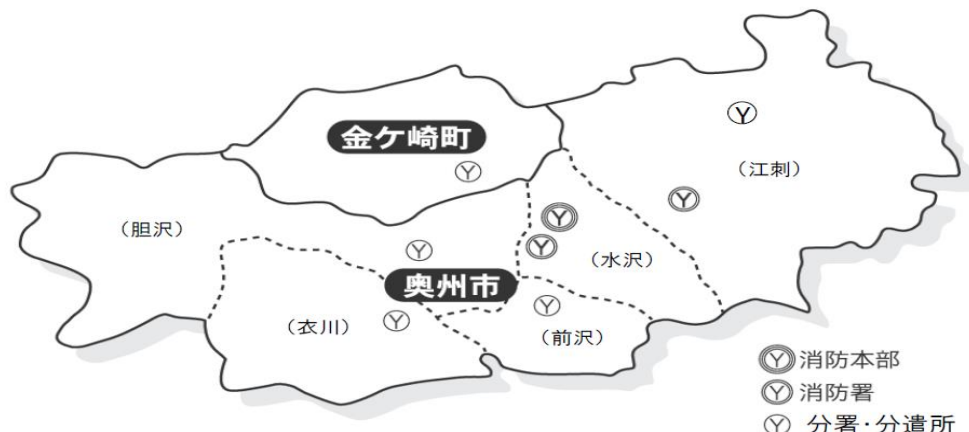 金ケ崎町
（江刺）
（胆沢）
（水沢）
奥州市
（衣川）
（前沢）
消防本部
消防署
分署・分遣所